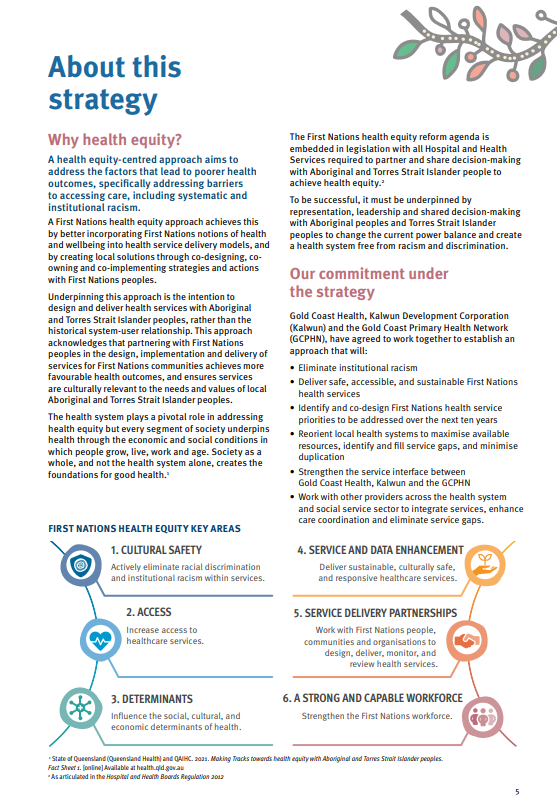 About this
strategy
Why health equity?
A health equity-centred approach aims to
address the factors that lead to poorer health
outcomes, specifically addressing barriers
to accessing care, including systematic and
institutional racism.
A First Nations health equity approach achieves this
by better incorporating First Nations notions of health
and wellbeing into health service delivery models, and
by creating local solutions through co-designing, co-
owning and co-implementing strategies and actions
with First Nations peoples.
Underpinning this approach is the intention to
design and deliver health services with Aboriginal
and Torres Strait Islander peoples, rather than the
historical system-user relationship. This approach
acknowledges that partnering with First Nations
peoples in the design, implementation and delivery of
services for First Nations communities achieves more
favourable health outcomes, and ensures services
are culturally relevant to the needs and values of local
Aboriginal and Torres Strait Islander peoples.
The health system plays a pivotal role in addressing
health equity but every segment of society underpins
health through the economic and social conditions in
which people grow, live, work and age. Society as a
whole, and not the health system alone, creates the
foundations for good health.¹
The First Nations health equity reform agenda is
embedded in legislation with all Hospital and Health
Services required to partner and share decision-making
with Aboriginal and Torres Strait Islander people to
achieve health equity.²
To be successful, it must be underpinned by
representation, leadership and shared decision-making
with Aboriginal peoples and Torres Strait Islander
peoples to change the current power balance and create
a health system free from racism and discrimination.
Our commitment under
the strategy
Gold Coast Health, Kalwun Development Corporation
(Kalwun) and the Gold Coast Primary Health Network
(GCPHN), have agreed to work together to establish an
approach that will:
• Eliminate institutional racism
• Deliver safe, accessible, and sustainable First Nations
health services
• Identify and co-design First Nations health service
priorities to be addressed over the next ten years
• Reorient local health systems to maximise available
resources, identify and fill service gaps, and minimise
duplication
• Strengthen the service interface between
Gold Coast Health, Kalwun and the GCPHN
• Work with other providers across the health system
and social service sector to integrate services, enhance
care coordination and eliminate service gaps.
FIRST NATIONS HEALTH EQUITY KEY AREAS
1. CULTURAL SAFETY
Actively eliminate racial discrimination
and institutional racism within services.
2. ACCESS
Increase access to
healthcare services.
3. DETERMINANTS
Influence the social, cultural, and
economic determinants of health.
4. SERVICE AND DATA ENHANCEMENT
Deliver sustainable, culturally safe,
and responsive healthcare services.
5. SERVICE DELIVERY PARTNERSHIPS
Work with First Nations people,
communities and organisations to
design, deliver, monitor, and
review health services.
6. A STRONG AND CAPABLE WORKFORCE
Strengthen the First Nations workforce.
¹ State of Queensland (Queensland Health) and QAIHC. 2021. Making Tracks towards health equity with Aboriginal and Torres Strait Islander peoples.
Fact Sheet 1. [online] Available at health.qld.gov.au
² As articulated in the Hospital and Health Boards Regulation 2012
5